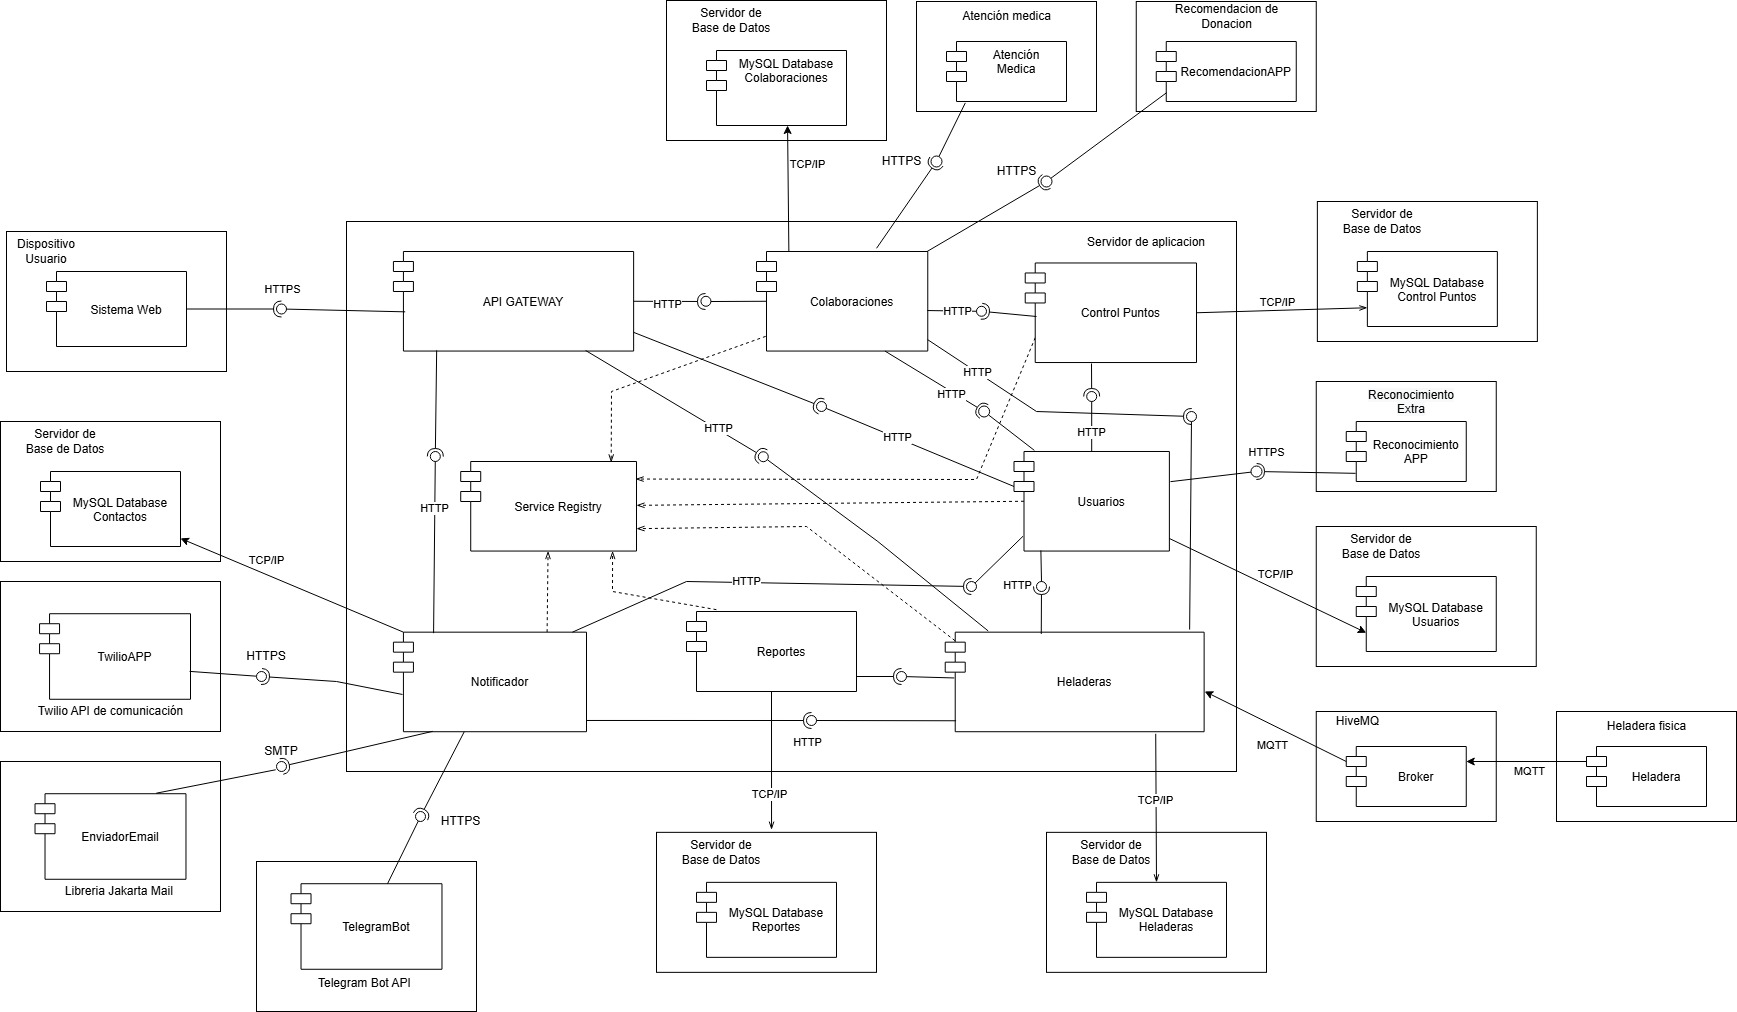 Servidor de
Base de Datos
MySQL Database
Colaboraciones
Atención medica
Atención
Medica
Recomendacion de
Donacion
RecomendacionAPP
TCP/IP
HTTPS
HTTPS
Dispositivo
Usuario
Sistema Web
HTTPS
API GATEWAY
HTTP
Colaboraciones
Servidor de aplicacion
HTTP
Control Puntos
TCP/IP
Servidor de
Base de Datos
MySQL Database
Control Puntos
HTTP
HTTP
HTTP
HTTP
HTTP
Reconocimiento
Extra
Reconocimiento
APP
HTTPS
Servidor de
Base de Datos
MySQL Database
Contactos
TCP/IP
HTTP
Service Registry
Usuarios
HTTP
HTTP
TCP/IP
Servidor de
Base de Datos
MySQL Database
Usuarios
TwilioAPP
Twilio API de comunicación
HTTPS
Notificador
Reportes
Heladeras
HTTP
SMTP
EnviadorEmail
Libreria Jakarta Mail
HTTPS
TelegramBot
Telegram Bot API
TCP/IP
Servidor de
Base de Datos
MySQL Database
Reportes
TCP/IP
Servidor de
Base de Datos
MySQL Database
Heladeras
MQTT
HiveMQ
Broker
MQTT
Heladera fisica
Heladera